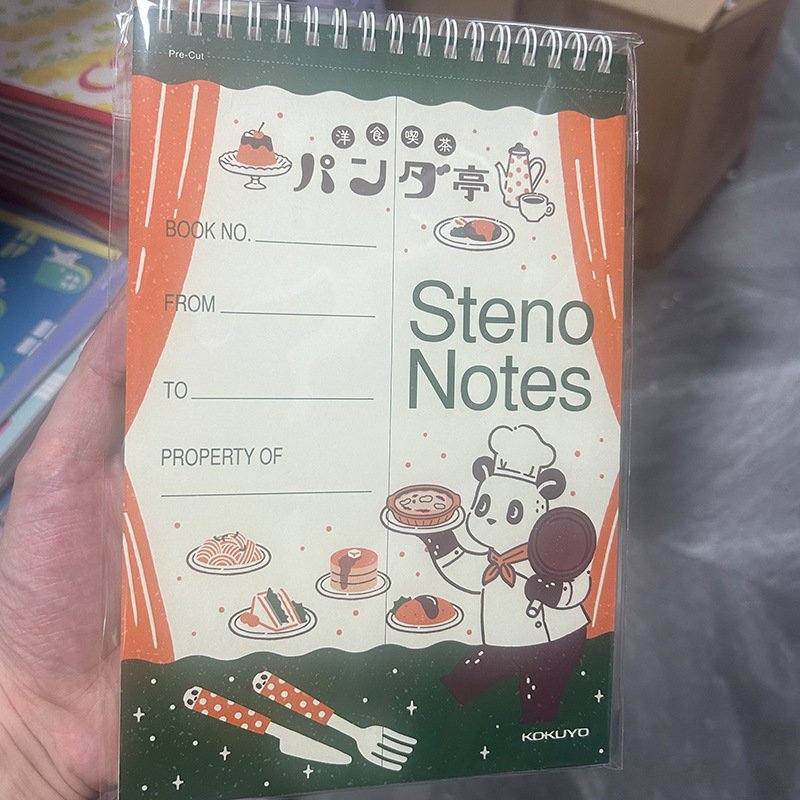 Pre-Cut
洋食喫茶
パンダ亭
BOOK NO.
FROM
TO
PROPERTY OF
Steno
Notes
KOKUYO